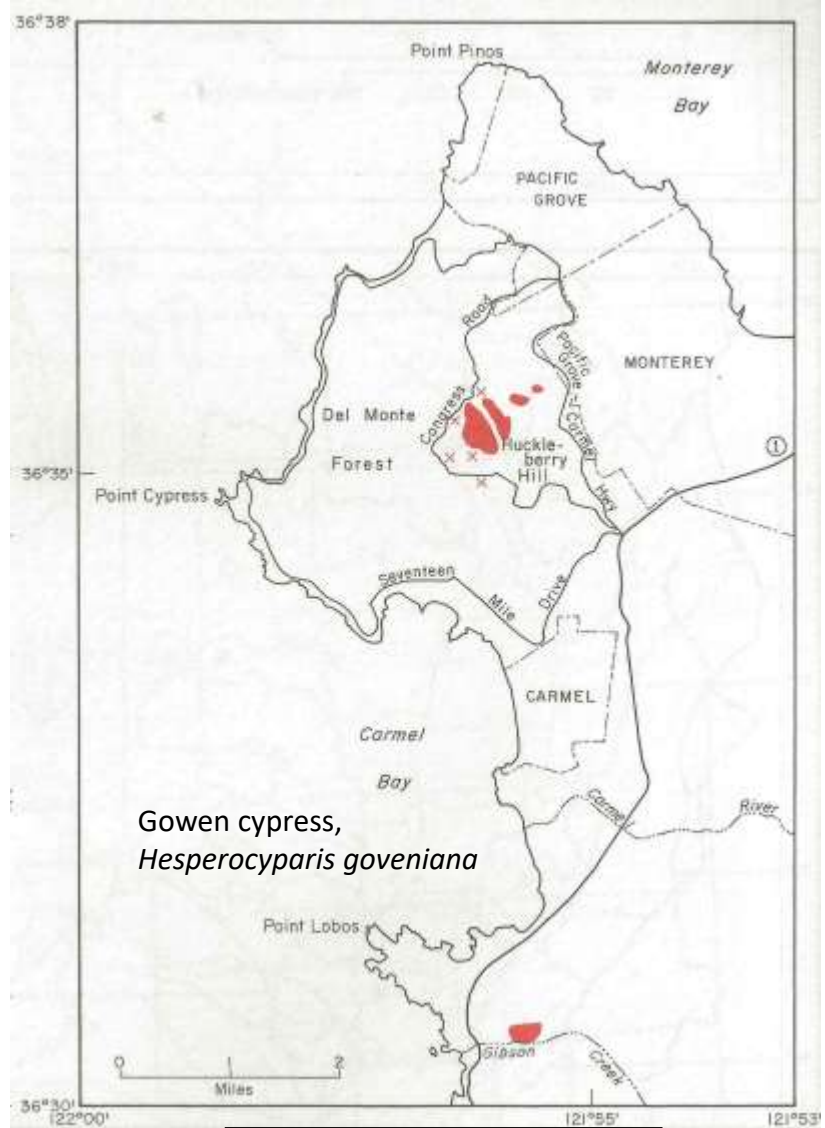 36°38'
Point Pinos
Monterey
Bay
PACIFIC
GROVE
Road
Pacific
Grove-
Carmel
Hwy
MONTEREY
Congress
Del Monte
Forest
Huckle-
berry
Hill
1
36°35'
Point Cypress
Seventeen
Mile
Drive
CARMEL
Carmel
Bay
Carmel
River
Gowen cypress,
Hesperocyparis goveniana
Point Lobos
0 1 2
Miles
Gibson
Creek
36°30'
122°00' 121°55' 121°53'